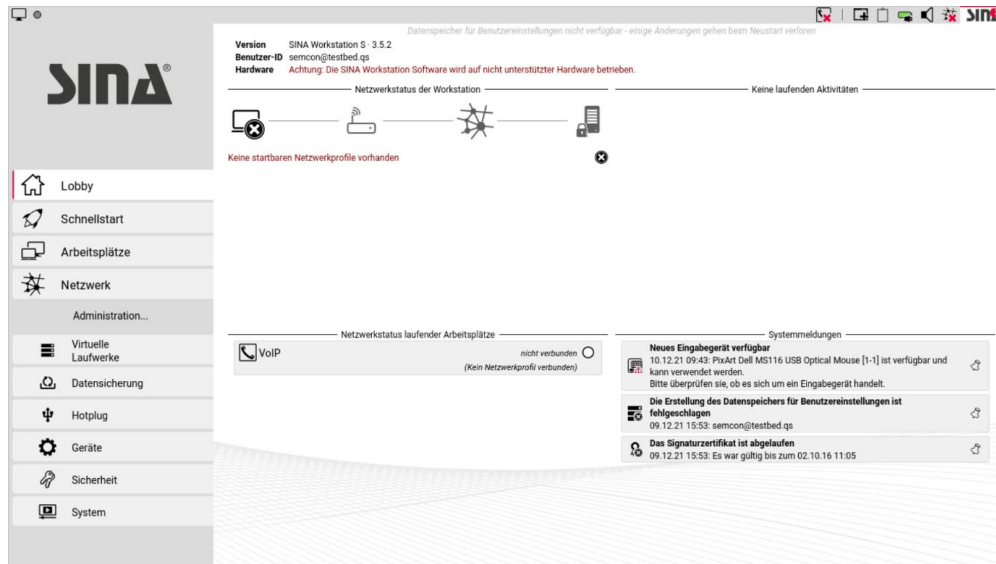 SINA
Datenspeicher für Benutzereinstellungen nicht verfügbar - einige Änderungen gehen beim Neustart verloren
Version SINA Workstation S · 3.5.2
Benutzer-ID semcon@testbed.qs
Hardware Achtung: Die SINA Workstation Software wird auf nicht unterstützter Hardware betrieben.
SINA®
Netzwerkstatus der Workstation
Keine startbaren Netzwerkprofile vorhanden
Keine laufenden Aktivitäten
Lobby
Schnellstart
Arbeitsplätze
Netzwerk
Administration...
Virtuelle
Laufwerke
Datensicherung
Hotplug
Geräte
Sicherheit
System
Netzwerkstatus laufender Arbeitsplätze
VoIP
nicht verbunden
(Kein Netzwerkprofil verbunden)
Systemmeldungen
Neues Eingabegerät verfügbar
10.12.21 09:43: PixArt Dell MS116 USB Optical Mouse [1-1] ist verfügbar und
kann verwendet werden.
Bitte überprüfen sie, ob es sich um ein Eingabegerät handelt.
Die Erstellung des Datenspeichers für Benutzereinstellungen ist
fehlgeschlagen
09.12.21 15:53: semcon@testbed.qs
Das Signaturzertifikat ist abgelaufen
09.12.21 15:53: Es war gültig bis zum 02.10.16 11:05